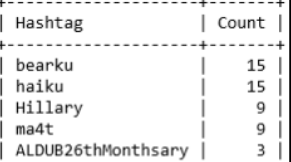 +--------------------+-------+
| Hashtag | Count |
+--------------------+-------+
| bearku | 15 |
| haiku | 15 |
| Hillary | 9 |
| ma4t | 9 |
| ALDUB26thMonthsary | 3 |